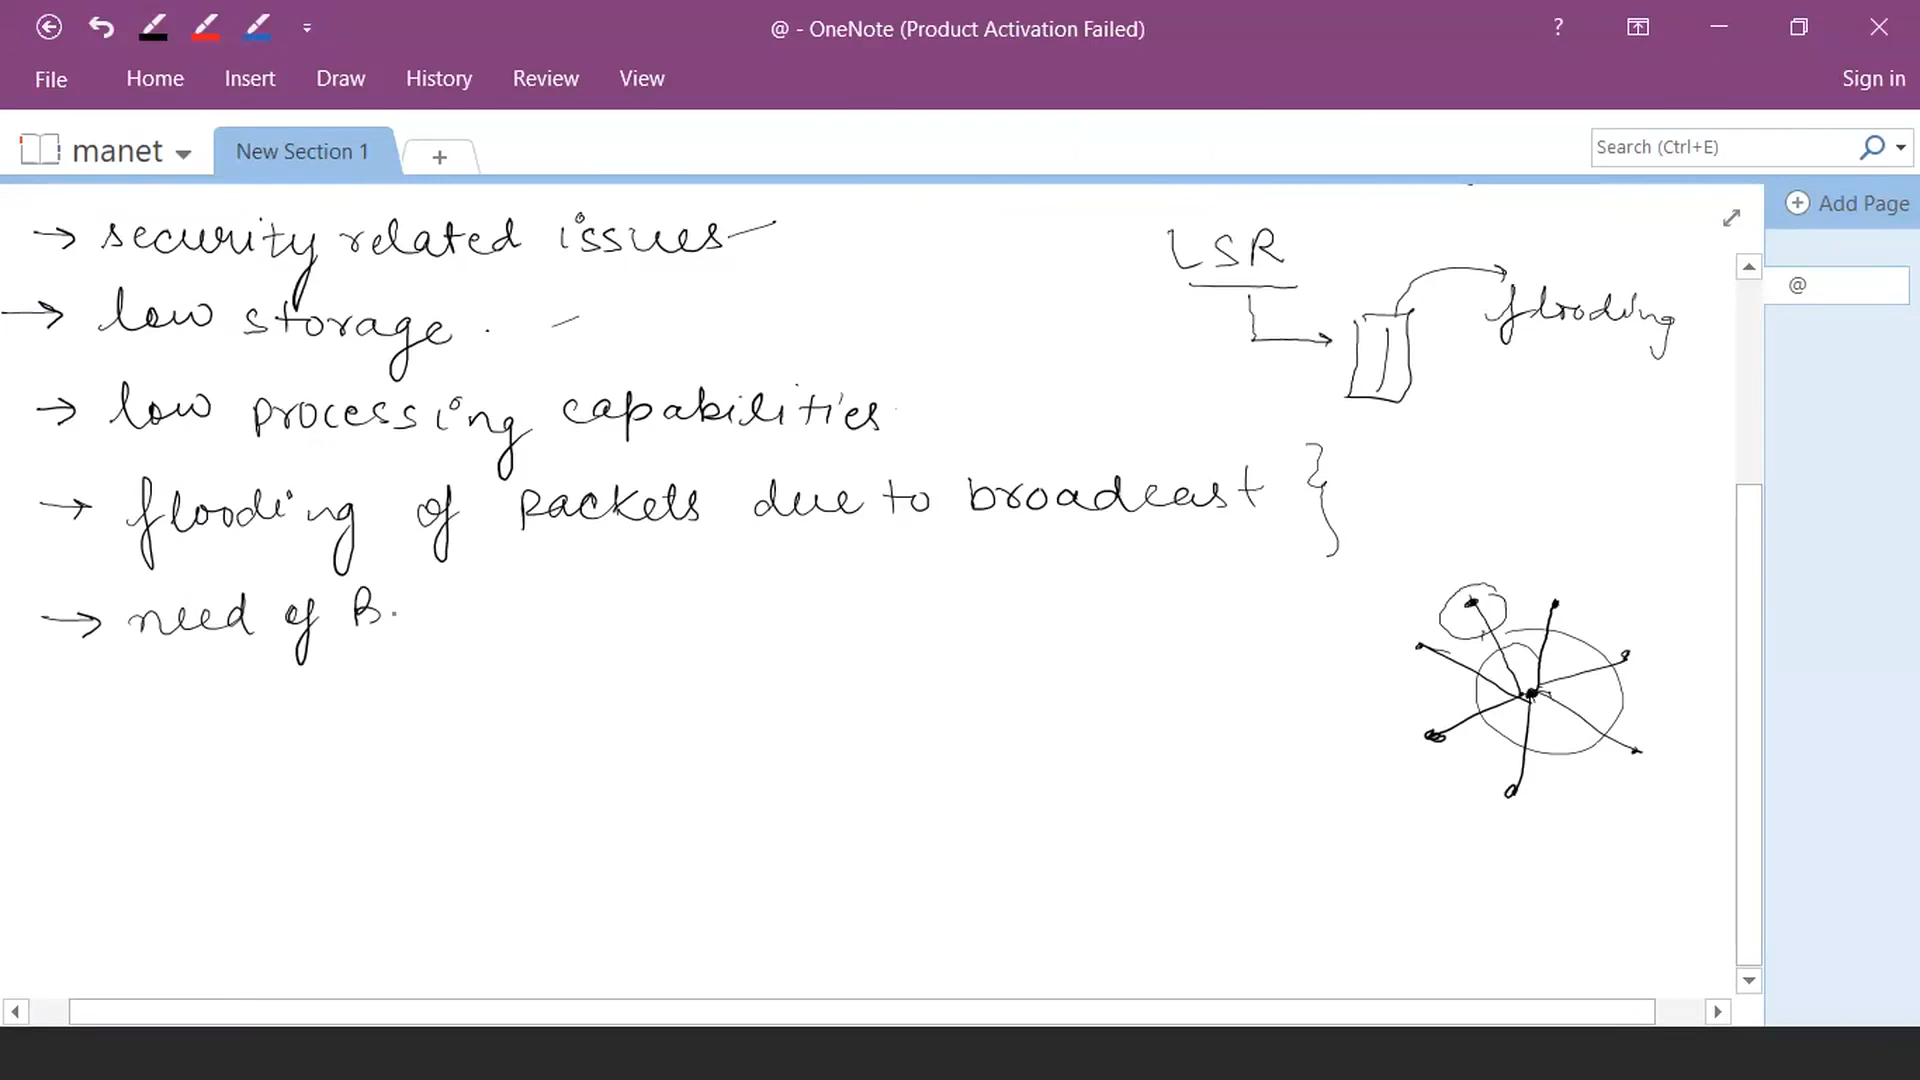 @ - OneNote (Product Activation Failed)
?
File Home Insert Draw History Review View Sign in
manet New Section 1 +
Search (Ctrl+E)
Add Page
@
→ security related issues
→ low storage.
→ low processing capabilities
→ flooding of packets due to broadcast }
→ need of B.
LSR
flooding